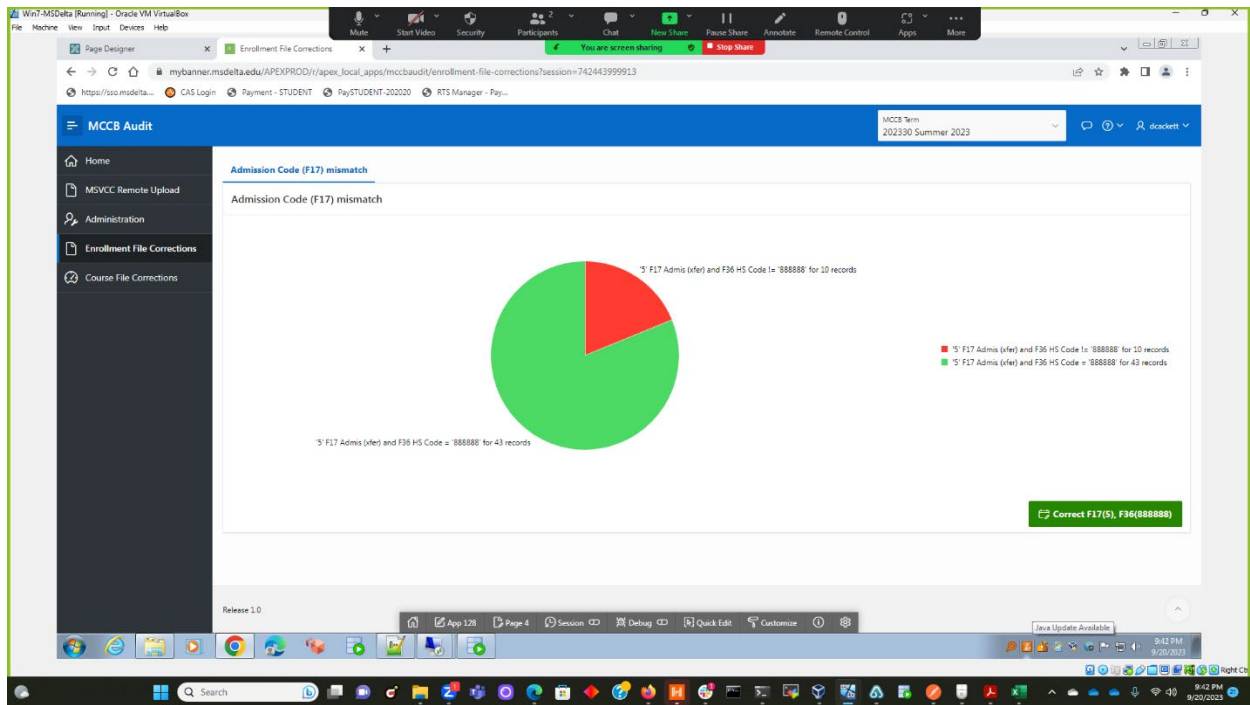 Win7-MSDelta [Running] - Oracle VM VirtualBox
File Machine View Input Devices Help
Mute Start Video Security Participants 2 Chat New Share Pause Share Annotate Remote Control Apps More
You are screen sharing Stop Share
Page Designer Enrollment File Corrections
mybanner.msdelta.edu/APEXPROD/r/apex_local_apps/mccbaudit/enrollment-file-corrections?session=742443999913
https://sso.msdelta... CAS Login Payment - STUDENT PaySTUDENT-202020 RTS Manager - Pay...
MCCB Audit
MCCB Term
202330 Summer 2023
dcackett
Home
MSVCC Remote Upload
Administration
Enrollment File Corrections
Course File Corrections
Admission Code (F17) mismatch
Admission Code (F17) mismatch
'5' F17 Admis (xfer) and F36 HS Code != '888888' for 10 records
'5' F17 Admis (xfer) and F36 HS Code != '888888' for 10 records
'5' F17 Admis (xfer) and F36 HS Code = '888888' for 43 records
'5' F17 Admis (xfer) and F36 HS Code = '888888' for 43 records
Correct F17(5), F36(888888)
Release 1.0
App 128 Page 4 Session Debug Quick Edit Customize
Java Update Available
9:42 PM
9/20/2023
Right Ct
Search
9:42 PM
9/20/2023